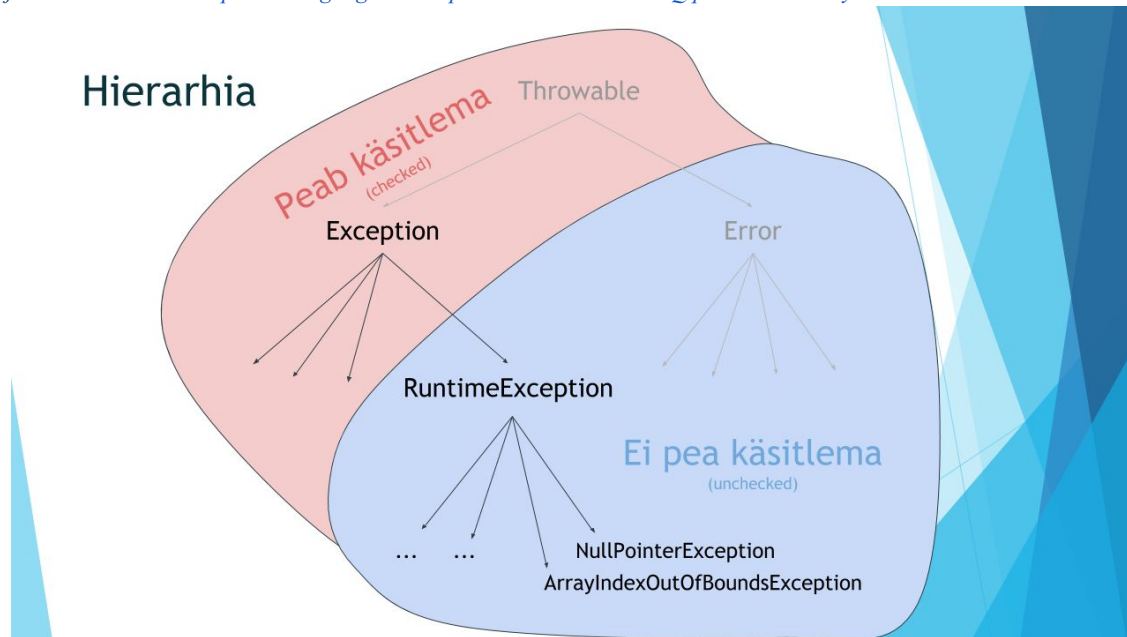 Hierarhia
Throwable
Peab käsitlema
(checked)
Exception
Error
RuntimeException
Ei pea käsitlema
(unchecked)
... ...
NullPointerException
ArrayIndexOutOfBoundsException